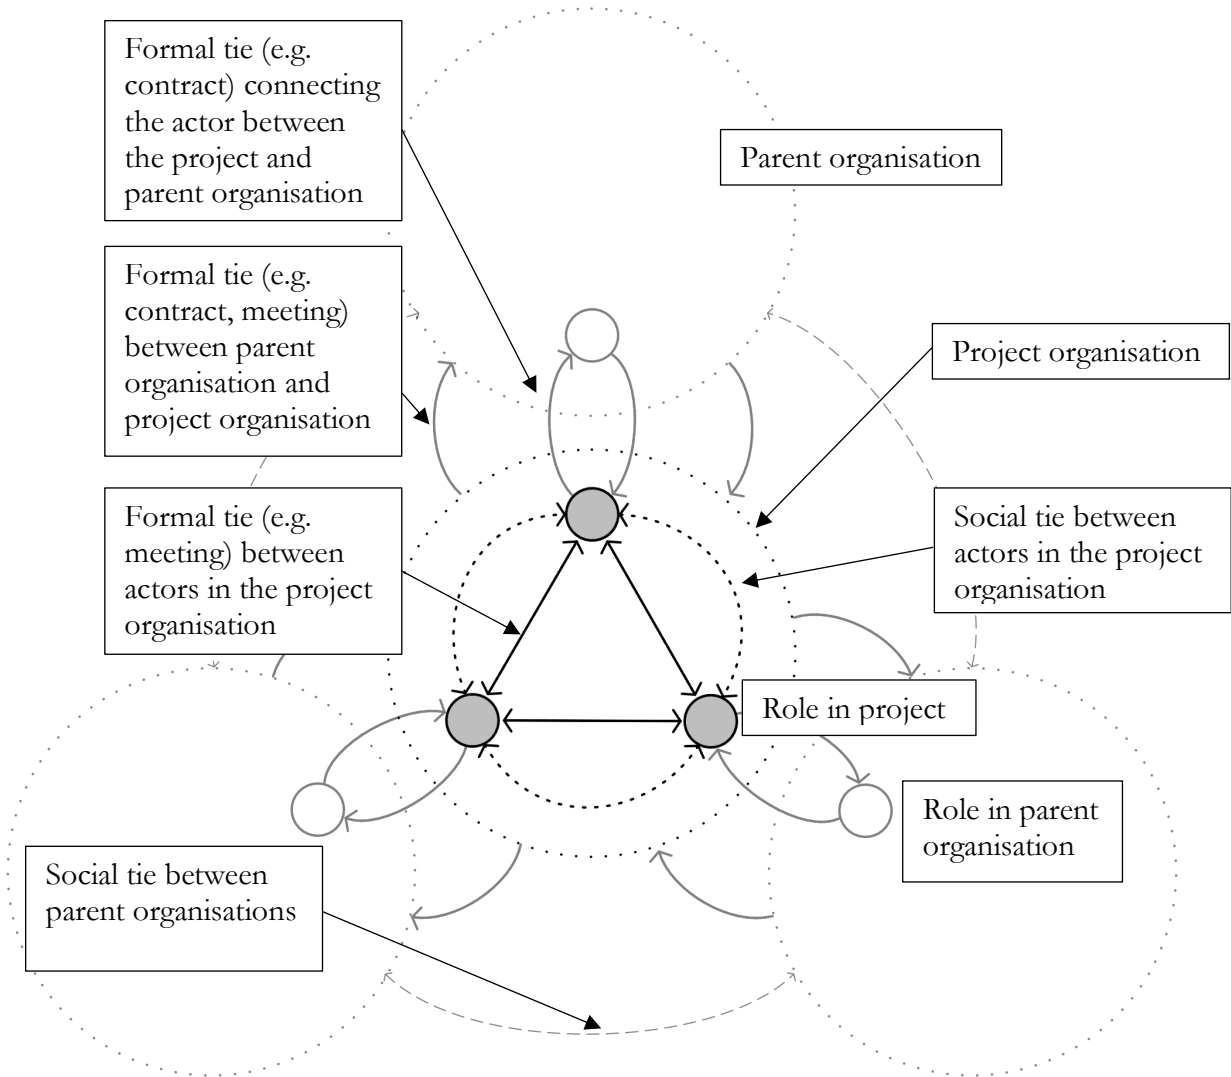 Formal tie (e.g.
contract) connecting
the actor between
the project and
parent organisation
Parent organisation
Formal tie (e.g.
contract, meeting)
between parent
organisation and
project organisation
Project organisation
Formal tie (e.g.
meeting) between
actors in the project
organisation
Social tie between
actors in the project
organisation
Role in project
Role in parent
organisation
Social tie between
parent organisations